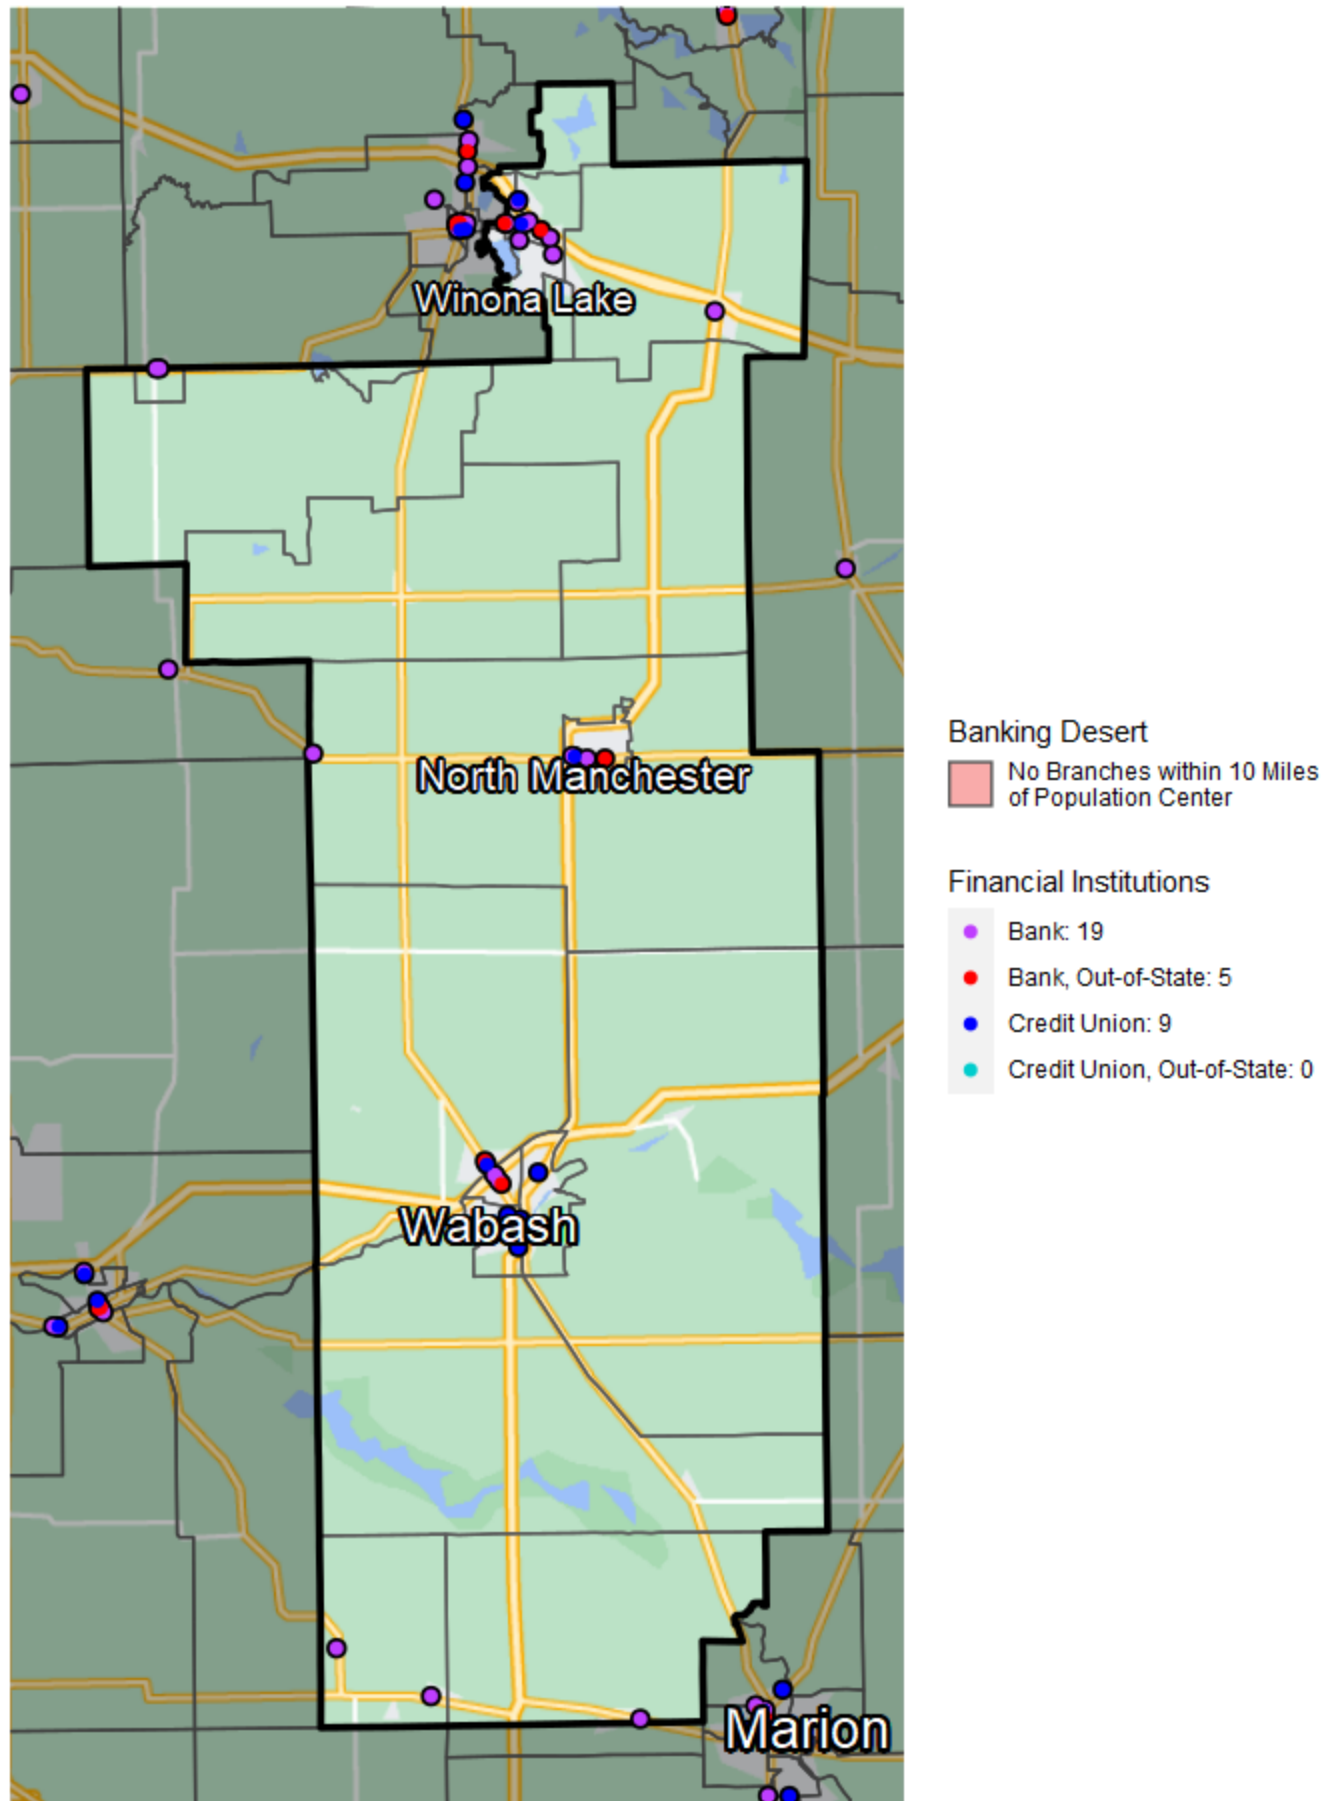 Winona Lake
North Manchester
Wabash
Marion
Banking Desert
No Branches within 10 Miles
of Population Center
Financial Institutions
Bank: 19
Bank, Out-of-State: 5
Credit Union: 9
Credit Union, Out-of-State: 0